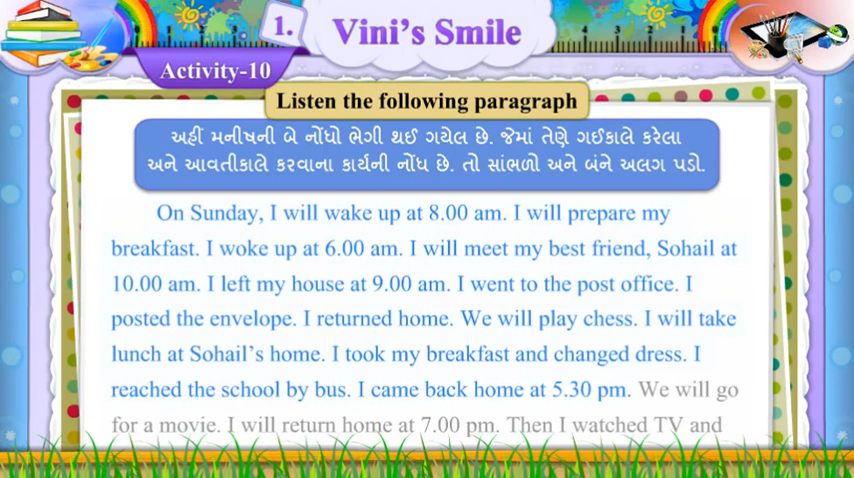 1.
Vini's Smile
Activity-10
Listen the following paragraph
અહીં મનીષની બે નોંધો ભેગી થઈ ગયેલ છે. જેમાં તેણે ગઈકાલે કરેલા
અને આવતીકાલે કરવાના કાર્યની નોંધ છે. તો સાંભળો અને બંને અલગ પડો.
On Sunday, I will wake up at 8.00 am. I will prepare my
breakfast. I woke up at 6.00 am. I will meet my best friend, Sohail at
10.00 am. I left my house at 9.00 am. I went to the post office. I
posted the envelope. I returned home. We will play chess. I will take
lunch at Sohail's home. I took my breakfast and changed dress. I
reached the school by bus. I came back home at 5.30 pm. We will go
for a movie. I will return home at 7.00 pm. Then I watched TV and